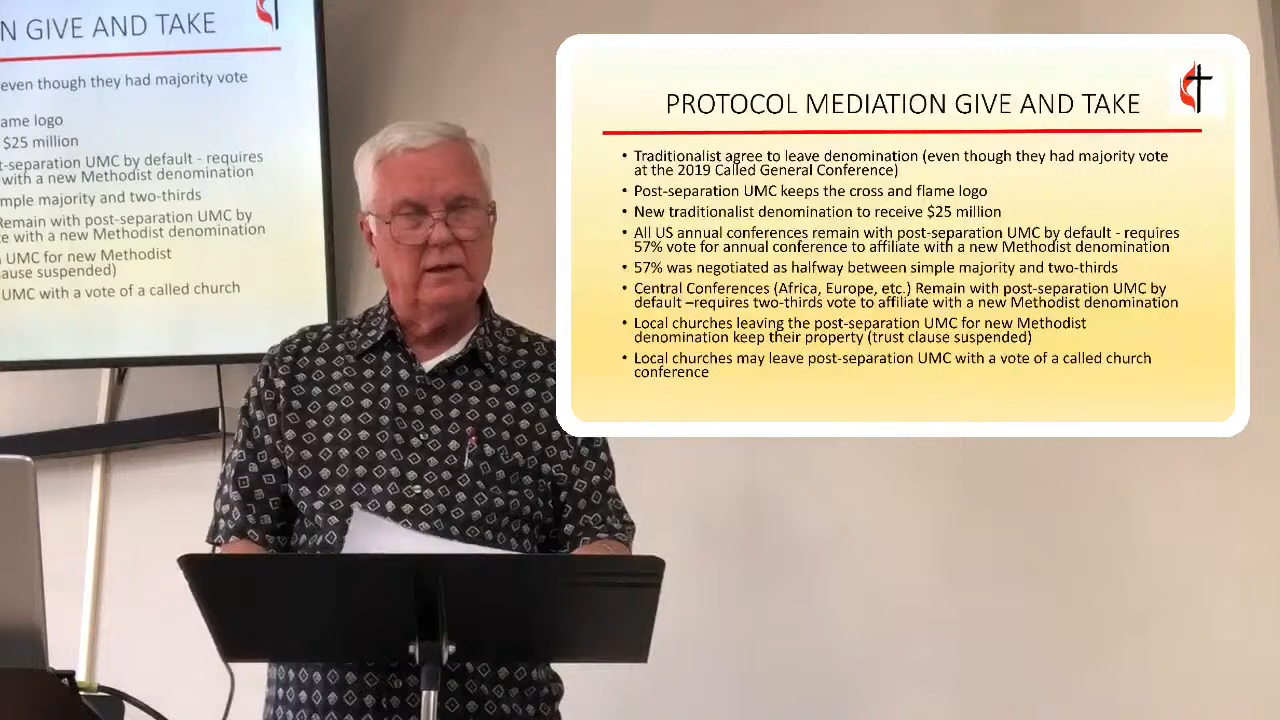 N GIVE AND TAKE
even though they had majority vote
ame logo
$25 million
t-separation UMC by default - requires
with a new Methodist denomination
mple majority and two-thirds
Remain with post-separation UMC by
e with a new Methodist denomination
UMC for new Methodist
ause suspended)
UMC with a vote of a called church
PROTOCOL MEDIATION GIVE AND TAKE
• Traditionalist agree to leave denomination (even though they had majority vote
at the 2019 Called General Conference)
• Post-separation UMC keeps the cross and flame logo
• New traditionalist denomination to receive $25 million
• All US annual conferences remain with post-separation UMC by default - requires
57% vote for annual conference to affiliate with a new Methodist denomination
• 57% was negotiated as halfway between simple majority and two-thirds
• Central Conferences (Africa, Europe, etc.) Remain with post-separation UMC by
default –requires two-thirds vote to affiliate with a new Methodist denomination
• Local churches leaving the post-separation UMC for new Methodist
denomination keep their property (trust clause suspended)
• Local churches may leave post-separation UMC with a vote of a called church
conference